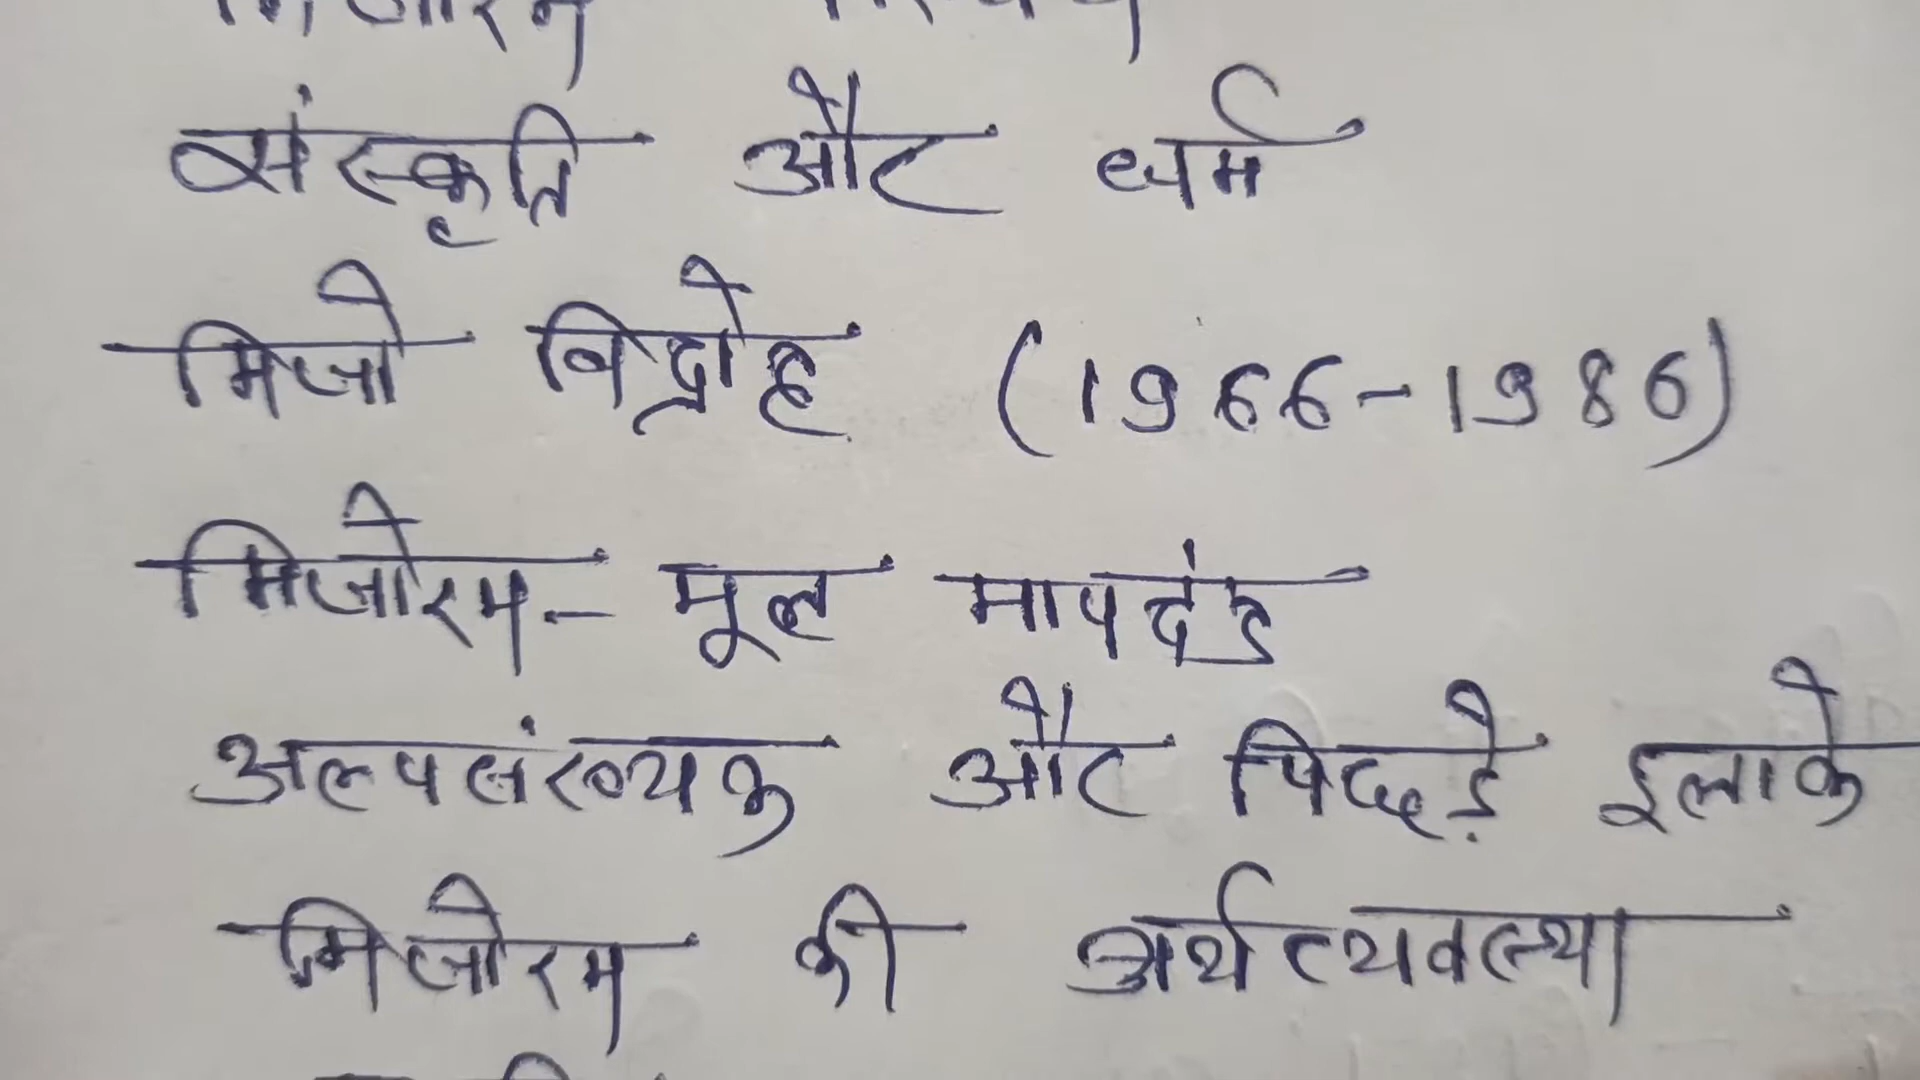 संस्कृति और धर्म
मिजो विद्रोह (1966-1986)
मिजोरम- मूल मापदंड
अल्पसंख्यक और पिछड़े इलाके
मिजोरम की अर्थव्यवस्था